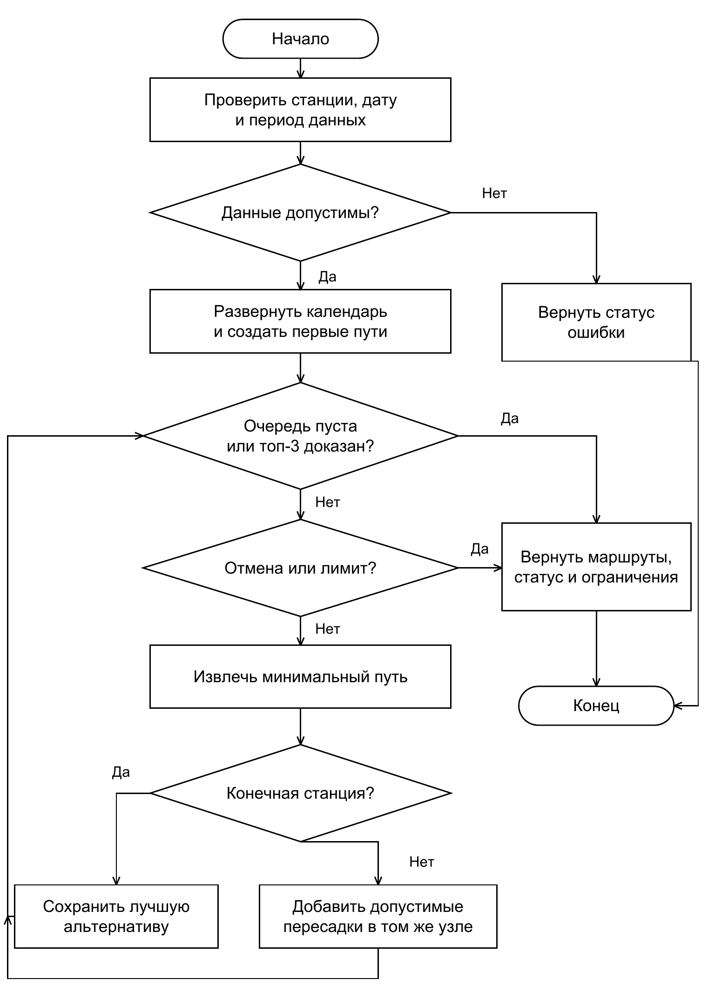 Начало
Проверить станции, дату
и период данных
Данные допустимы?
Нет
Да
Развернуть календарь
и создать первые пути
Вернуть статус
ошибки
Очередь пуста
или топ-3 доказан?
Да
Нет
Отмена или лимит?
Да
Вернуть маршруты,
статус и ограничения
Нет
Извлечь минимальный путь
Конец
Конечная станция?
Да
Нет
Сохранить лучшую
альтернативу
Добавить допустимые
пересадки в том же узле